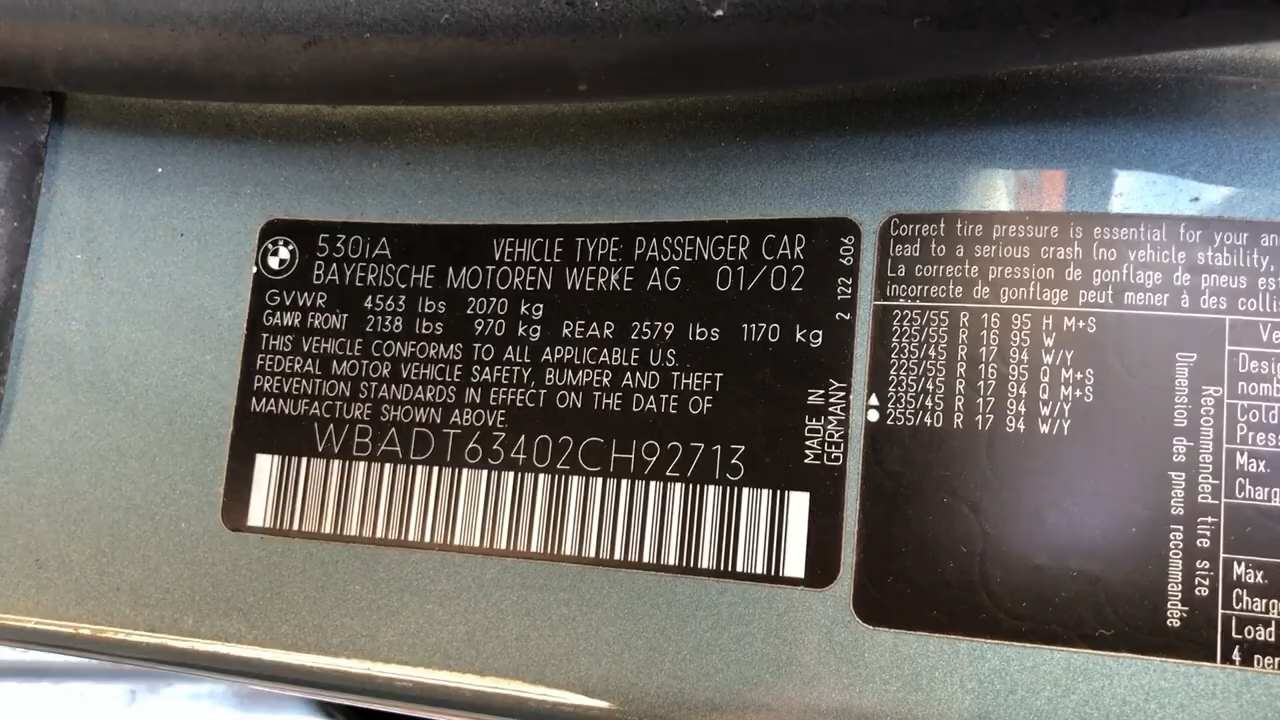 530iA VEHICLE TYPE: PASSENGER CAR
BAYERISCHE MOTOREN WERKE AG 01/02
GVWR 4563 lbs 2070 kg
GAWR FRONT 2138 lbs 970 kg REAR 2579 lbs 1170 kg
THIS VEHICLE CONFORMS TO ALL APPLICABLE U.S.
FEDERAL MOTOR VEHICLE SAFETY, BUMPER AND THEFT
PREVENTION STANDARDS IN EFFECT ON THE DATE OF
MANUFACTURE SHOWN ABOVE.
WBADT63402CH92713
2 122 606
MADE IN
GERMANY
Correct tire pressure is essential for your
lead to a serious crash (no vehicle stability,
La correcte pression de gonflage de pneus
incorrecte de gonflage peut mener à des
225/55 R 16 95 H M+S
225/55 R 16 95 W
235/45 R 17 94 W/Y
225/55 R 16 95 Q M+S
235/45 R 17 94 Q M+S
235/45 R 17 94 W/Y
255/40 R 17 94 W/Y
Recommended tire size
Dimension des pneus recommandée
Cold
Max.
Max.
Load
4